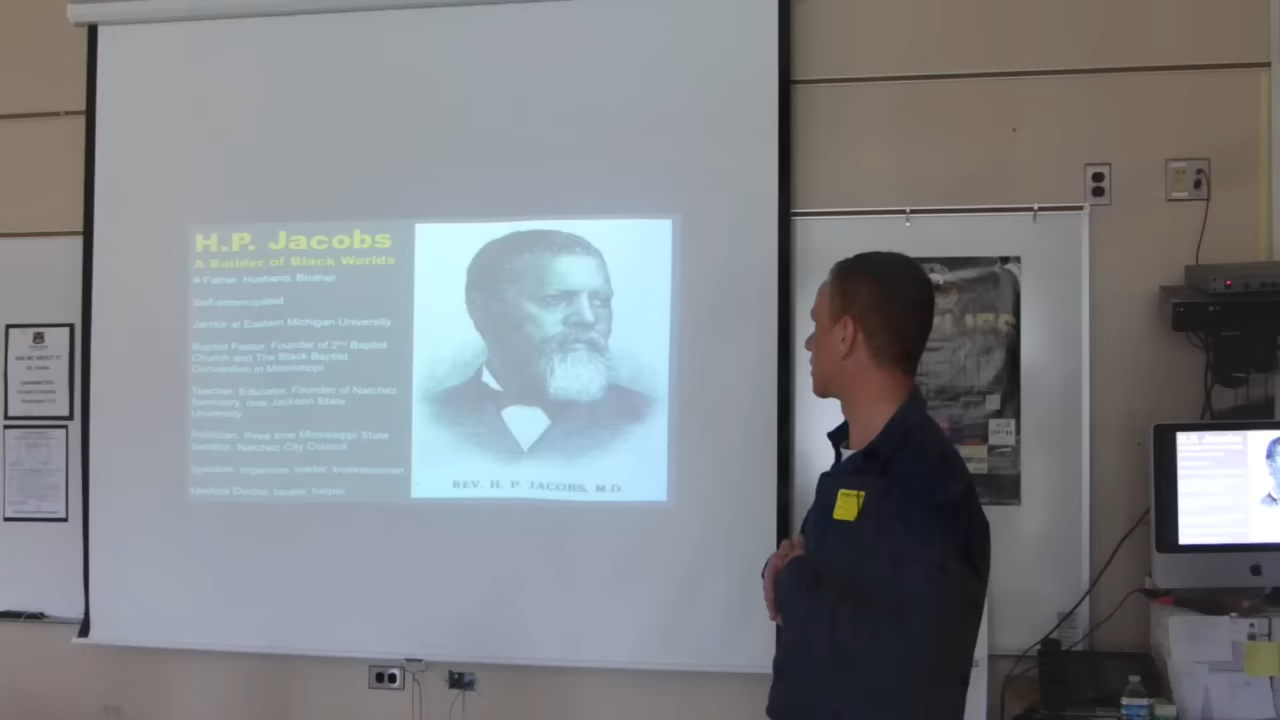 H.P. Jacobs
A Builder of Black Worlds
A Father, Husband, Brother
Self-emancipated
Janitor at Eastern Michigan University
Baptist Pastor, Founder of 2nd Baptist
Church and The Black Baptist
Convention in Mississippi
Teacher, Educator, Founder of Natchez
Seminary, now Jackson State
University
Politician, three time Mississippi State
Senator, Natchez City Council
Speaker, organizer, leader, businessman
Medical Doctor, healer, helper
REV. H. P. JACOBS, M.D.